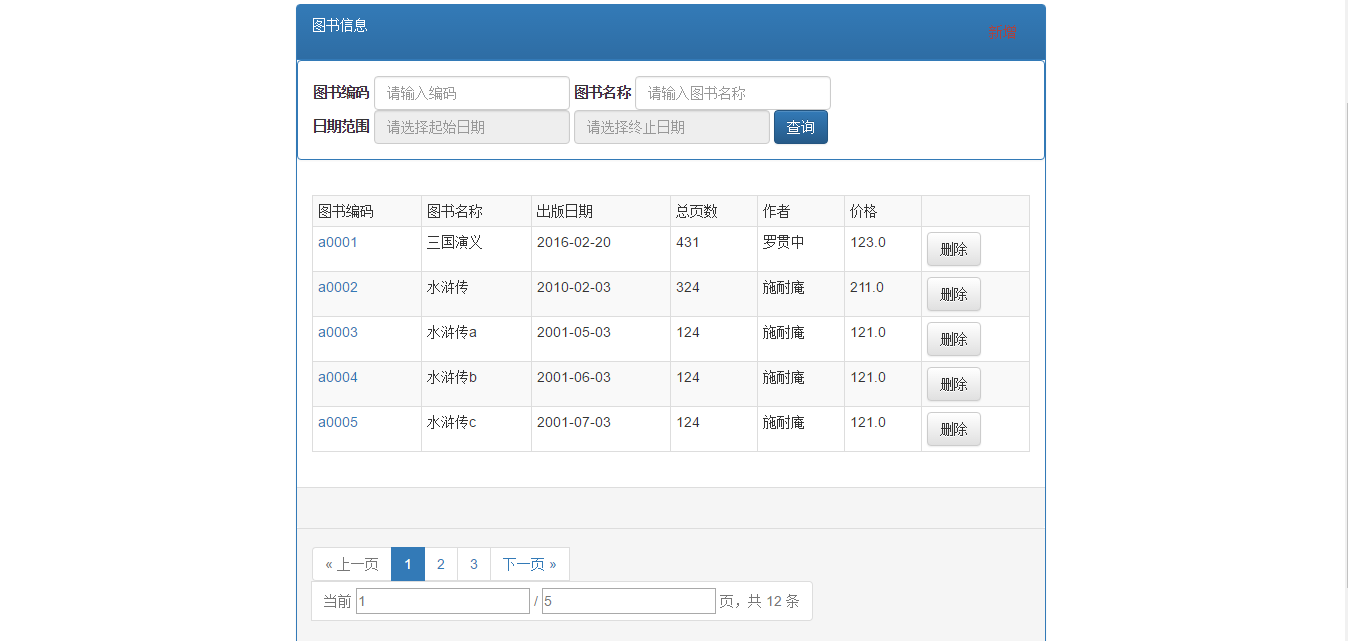 图书信息
图书编码 请输入编码 图书名称 请输入图书名称
日期范围 请选择起始日期 请选择终止日期 查询
图书编码 图书名称 出版日期 总页数 作者 价格
a0001 三国演义 2016-02-20 431 罗贯中 123.0 删除
a0002 水浒传 2010-02-03 324 施耐庵 211.0 删除
a0003 水浒传a 2001-05-03 124 施耐庵 121.0 删除
a0004 水浒传b 2001-06-03 124 施耐庵 121.0 删除
a0005 水浒传c 2001-07-03 124 施耐庵 121.0 删除
« 上一页 1 2 3 下一页 »
当前 1 / 5 页，共 12 条